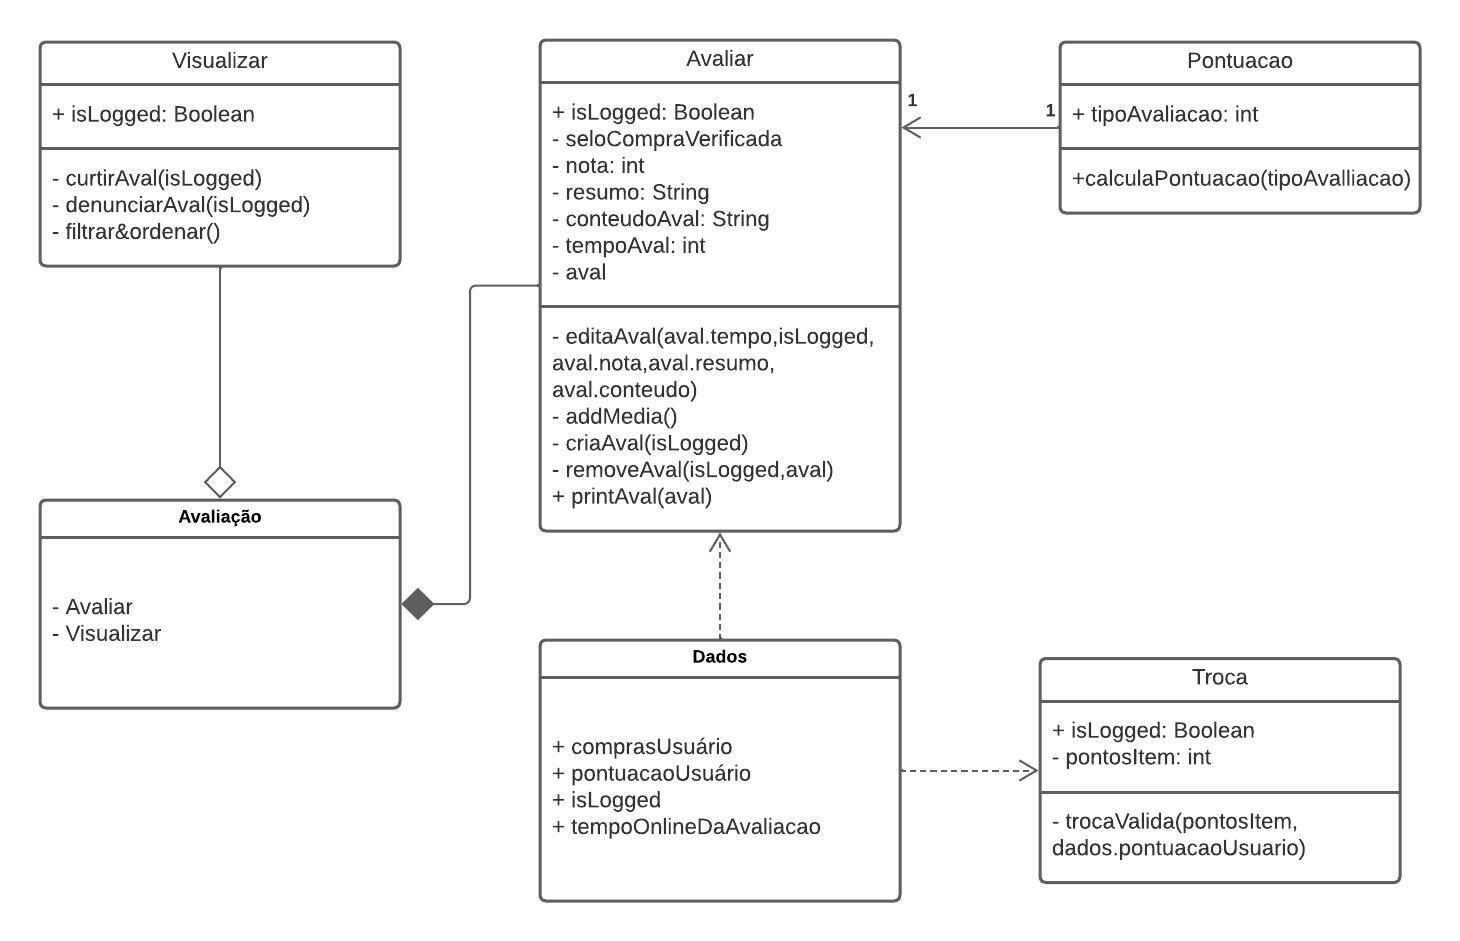 Visualizar
+ isLogged: Boolean
- curtirAval(isLogged)
- denunciarAval(isLogged)
- filtrar&ordenar()
Avaliar
+ isLogged: Boolean
- seloCompraVerificada
- nota: int
- resumo: String
- conteudoAval: String
- tempoAval: int
- aval
- editaAval(aval.tempo,isLogged,
aval.nota,aval.resumo,
aval.conteudo)
- addMedia()
- criaAval(isLogged)
- removeAval(isLogged,aval)
+ printAval(aval)
1
1
Pontuacao
+ tipoAvaliacao: int
+calculaPontuacao(tipoAvalliacao)
Avaliação
- Avaliar
- Visualizar
Dados
+ comprasUsuário
+ pontuacaoUsuário
+ isLogged
+ tempoOnlineDaAvaliacao
Troca
+ isLogged: Boolean
- pontosItem: int
- trocaValida(pontosItem,
dados.pontuacaoUsuario)